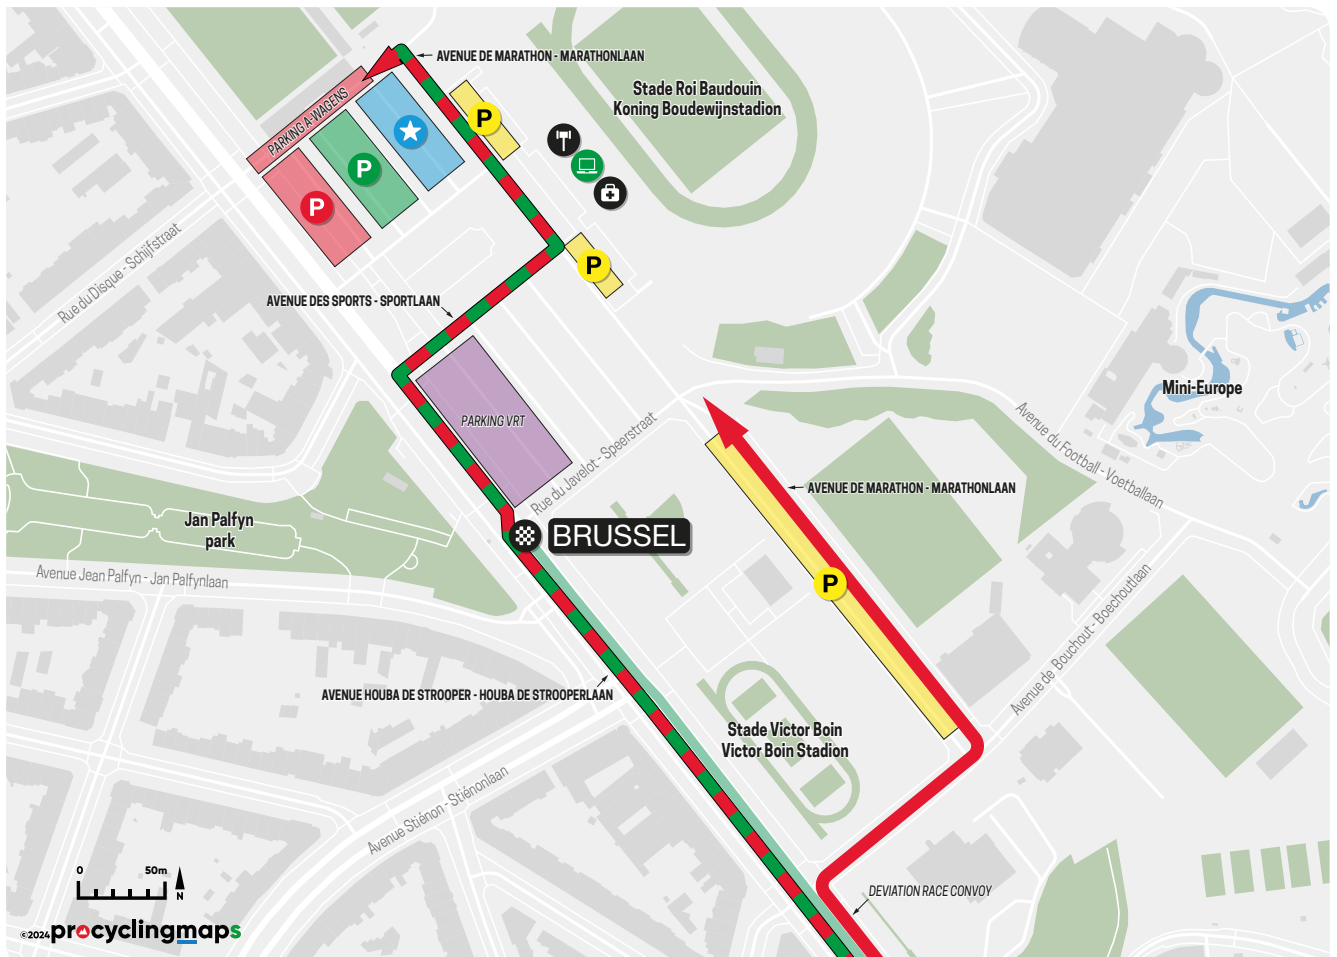 AVENUE DE MARATHON - MARATHONLAAN
Stade Roi Baudouin
Koning Boudewijnstadion
PARKING A-WAGENS
P
P
P
P
Rue du Disque - Schijfstraat
AVENUE DES SPORTS - SPORTLAAN
PARKING VRT
Mini-Europe
Rue du Javelot - Speerstraat
Avenue du Football - Voetballaan
AVENUE DE MARATHON - MARATHONLAAN
Jan Palfyn
park
BRUSSEL
Avenue Jean Palfyn - Jan Palfynlaan
P
Avenue de Bouchout - Boechoutlaan
AVENUE HOUBA DE STROOPER - HOUBA DE STROOPERLAAN
Stade Victor Boin
Victor Boin Stadion
Avenue Stiénon - Stiénonlaan
DEVIATION RACE CONVOY
0 50m
N
©2024 procyclingmaps